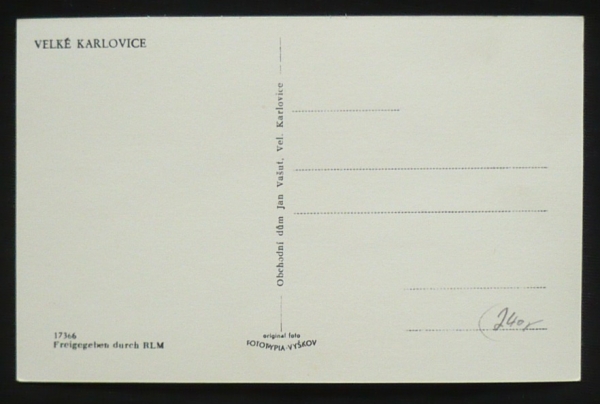 VELKÉ KARLOVICE
Obchodní dům Jan Vašut, Vel. Karlovice
17366
Freigegeben durch RLM
original foto
FOTOTYPIA-VYŠKOV